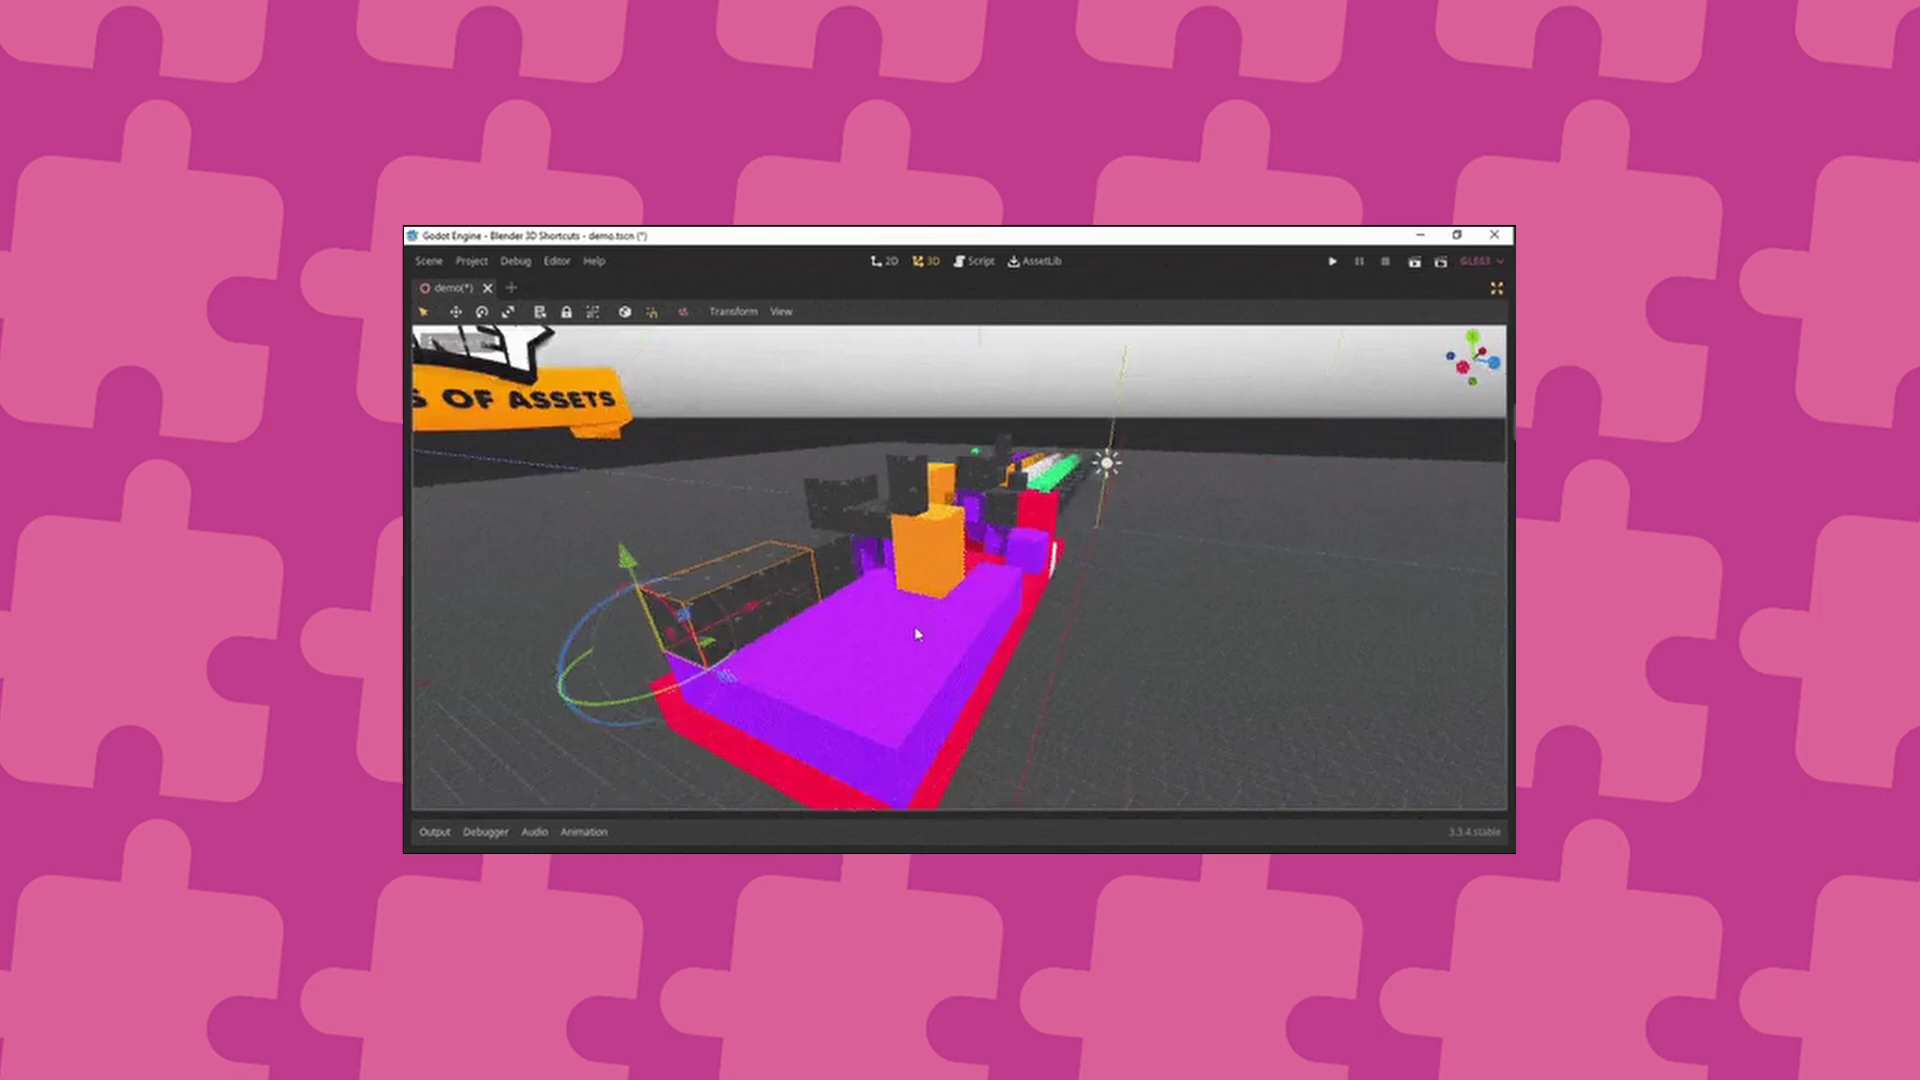 Godot Engine - Blender 3D Shortcuts - demo.tscn (*)
Scene Project Debug Editor Help 2D 3D Script AssetLib GLES3
demo(*)
Transform View
S OF ASSETS
Output Debugger Audio Animation 3.3.4.stable